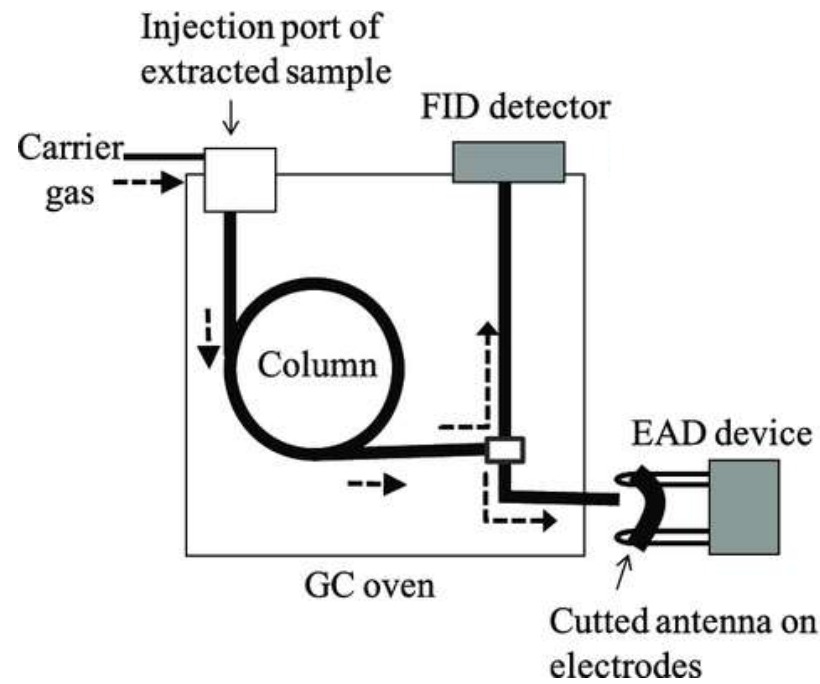 Injection port of
extracted sample
FID detector
Carrier
gas
Column
EAD device
GC oven
Cutted antenna on
electrodes